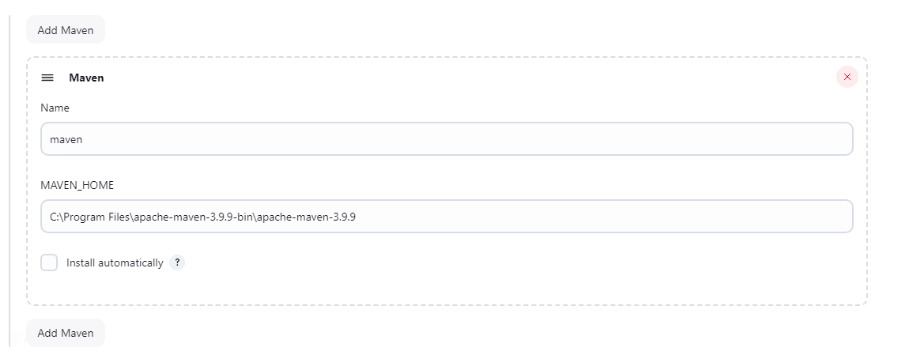 Add Maven
Maven
Name
maven
MAVEN_HOME
C:\Program Files\apache-maven-3.9.9-bin\apache-maven-3.9.9
Install automatically ?
Add Maven